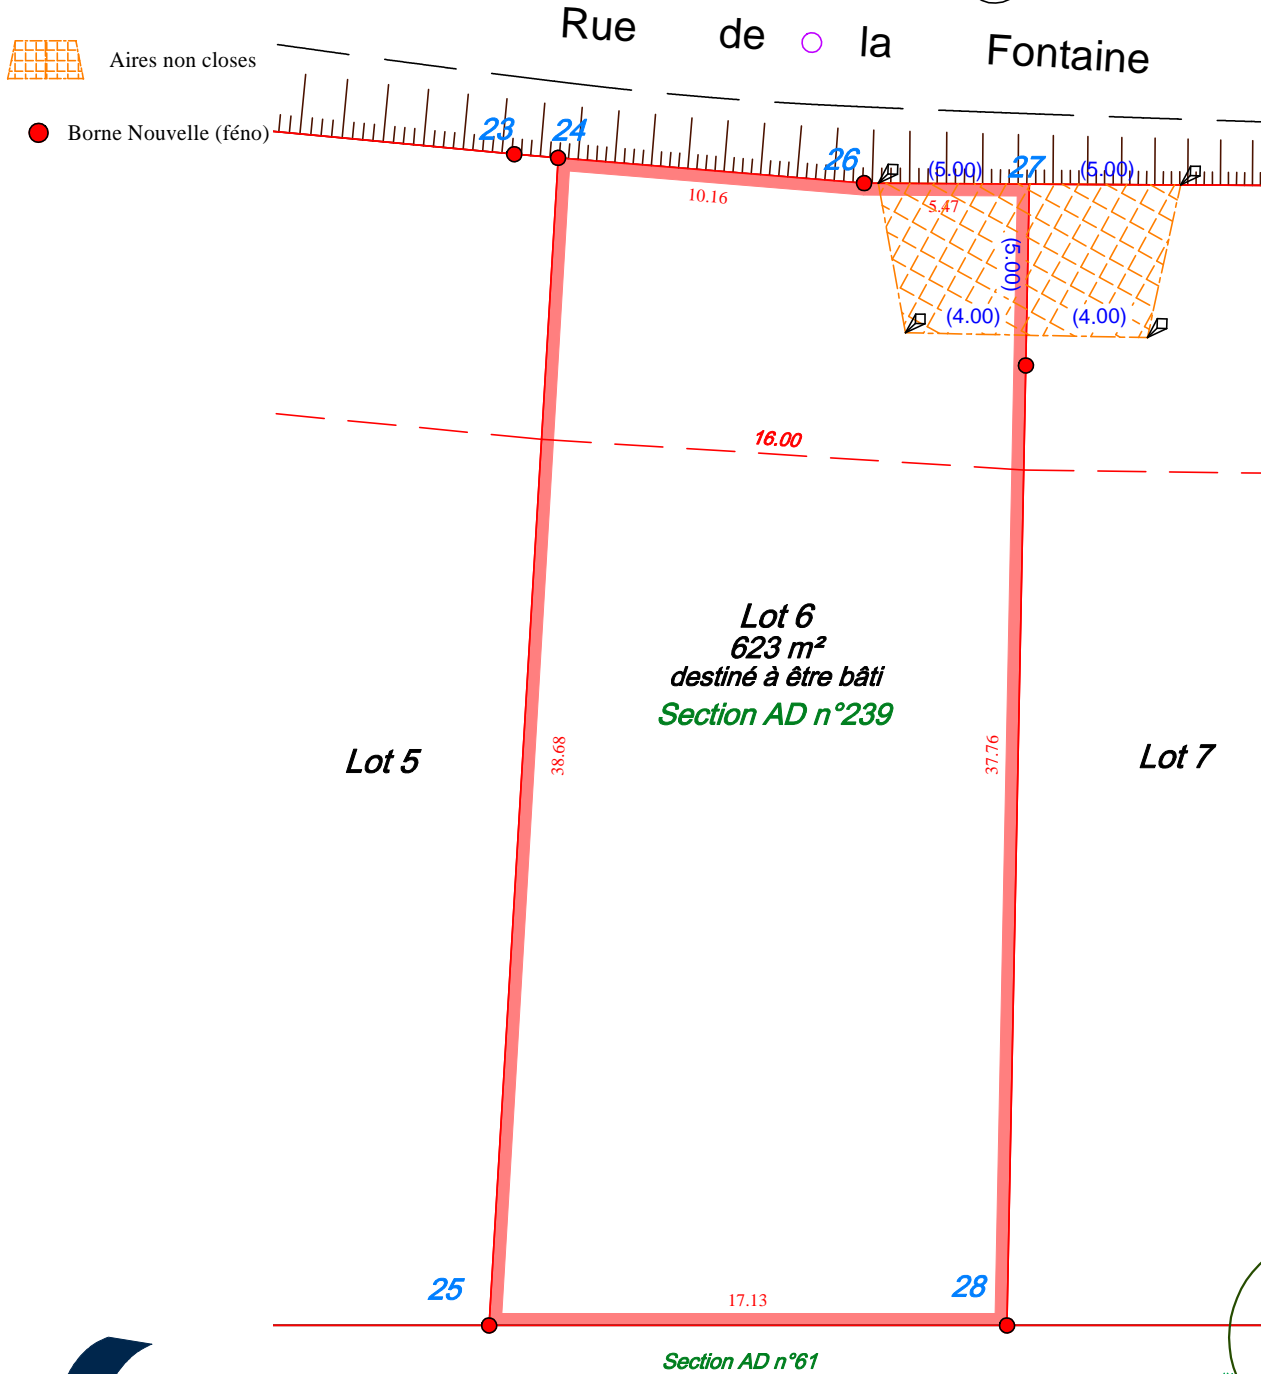 Rue de la Fontaine
Aires non closes
Borne Nouvelle (féno)
23
24
26
27
(5.00)
(5.00)
10.16
5.47
(5.00)
(4.00)
(4.00)
16.00
Lot 6
623 m²
destiné à être bâti
Section AD n°239
Lot 5
38.68
37.76
Lot 7
25
28
17.13
Section AD n°61